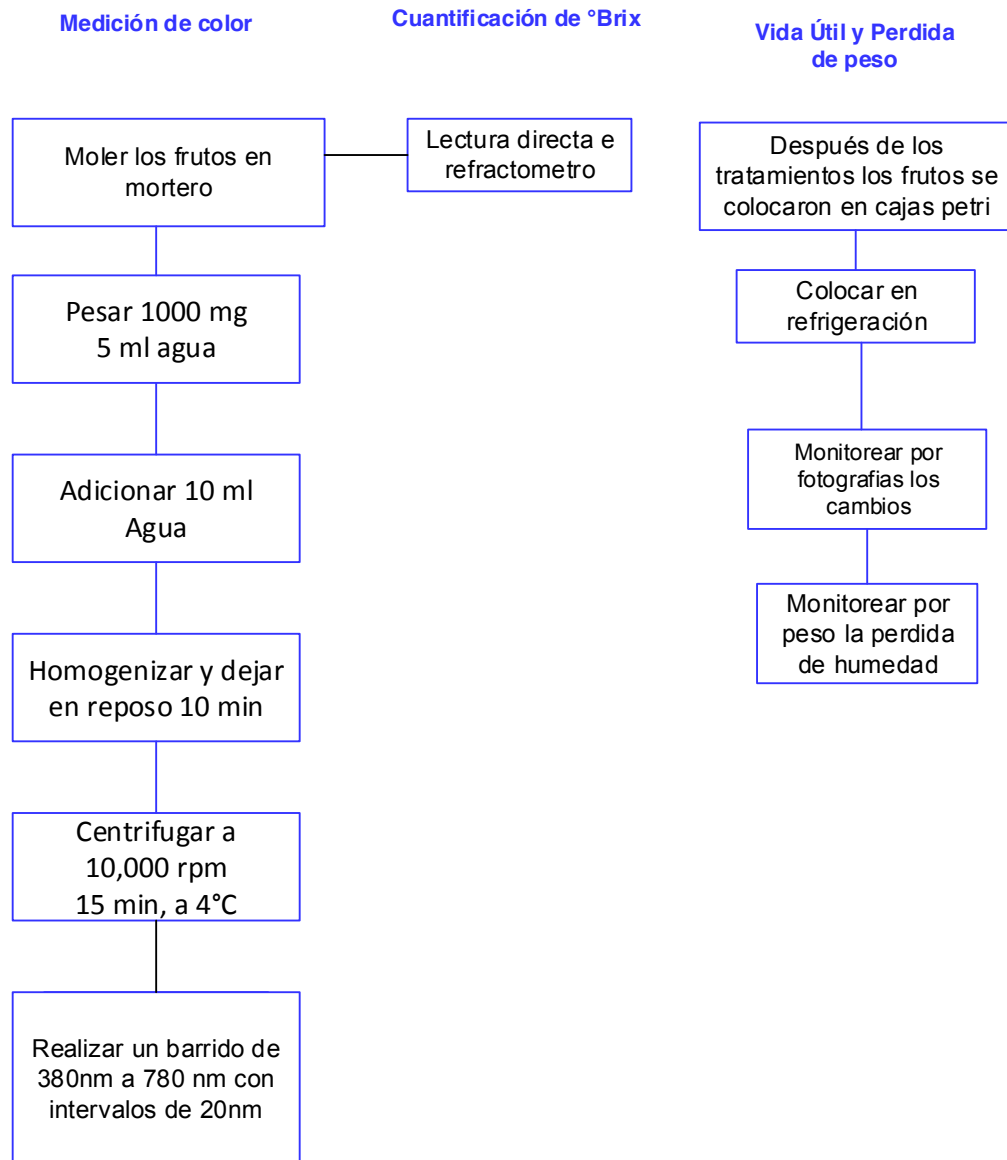 Medición de color
Cuantificación de °Brix
Vida Útil y Perdida
de peso
Moler los frutos en
mortero
Lectura directa e
refractometro
Después de los
tratamientos los frutos se
colocaron en cajas petri
Pesar 1000 mg
5 ml agua
Colocar en
refrigeración
Adicionar 10 ml
Agua
Monitorear por
fotografias los
cambios
Homogenizar y dejar
en reposo 10 min
Monitorear por
peso la perdida
de humedad
Centrifugar a
10,000 rpm
15 min, a 4°C
Realizar un barrido de
380nm a 780 nm con
intervalos de 20nm